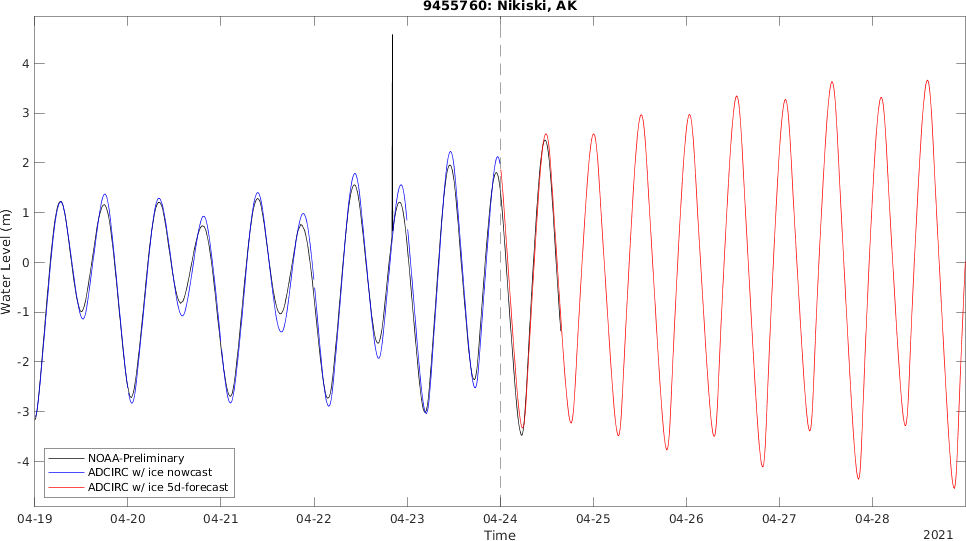 9455760: Nikiski, AK
Water Level (m)
4
3
2
1
0
-1
-2
-3
-4
NOAA-Preliminary
ADCIRC w/ ice nowcast
ADCIRC w/ ice 5d-forecast
04-19 04-20 04-21 04-22 04-23 04-24 04-25 04-26 04-27 04-28
Time
2021